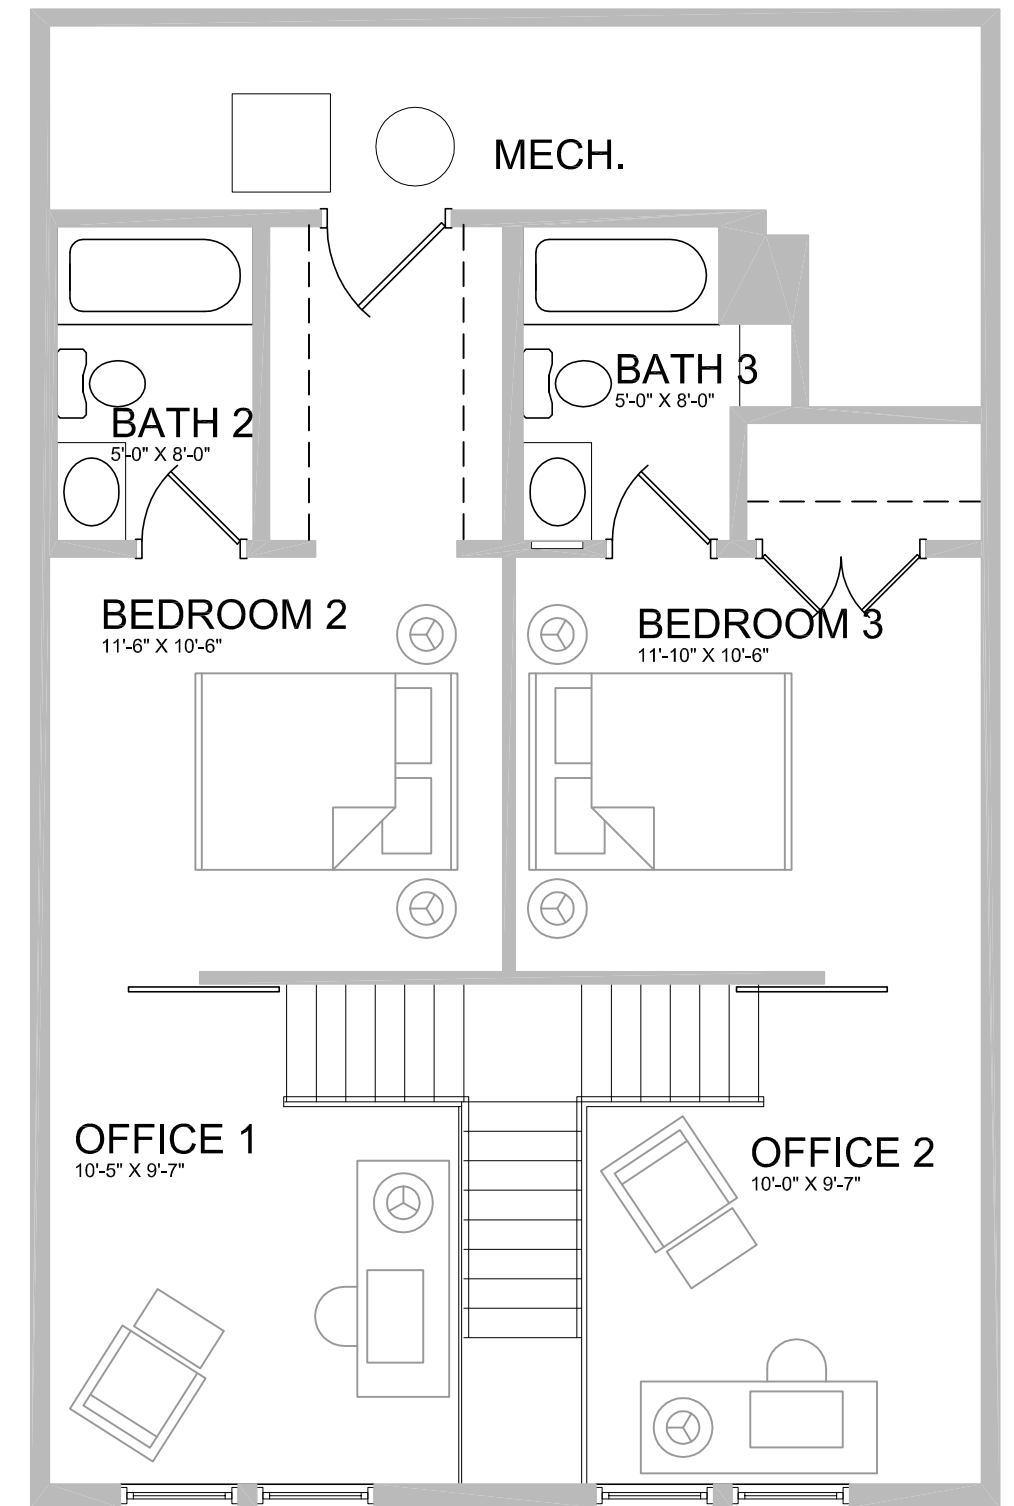 MECH.
BATH 3
5'-0" X 8'-0"
BATH 2
5'-0" X 8'-0"
BEDROOM 2
11'-6" X 10'-6"
BEDROOM 3
11'-10" X 10'-6"
OFFICE 1
10'-5" X 9'-7"
OFFICE 2
10'-0" X 9'-7"